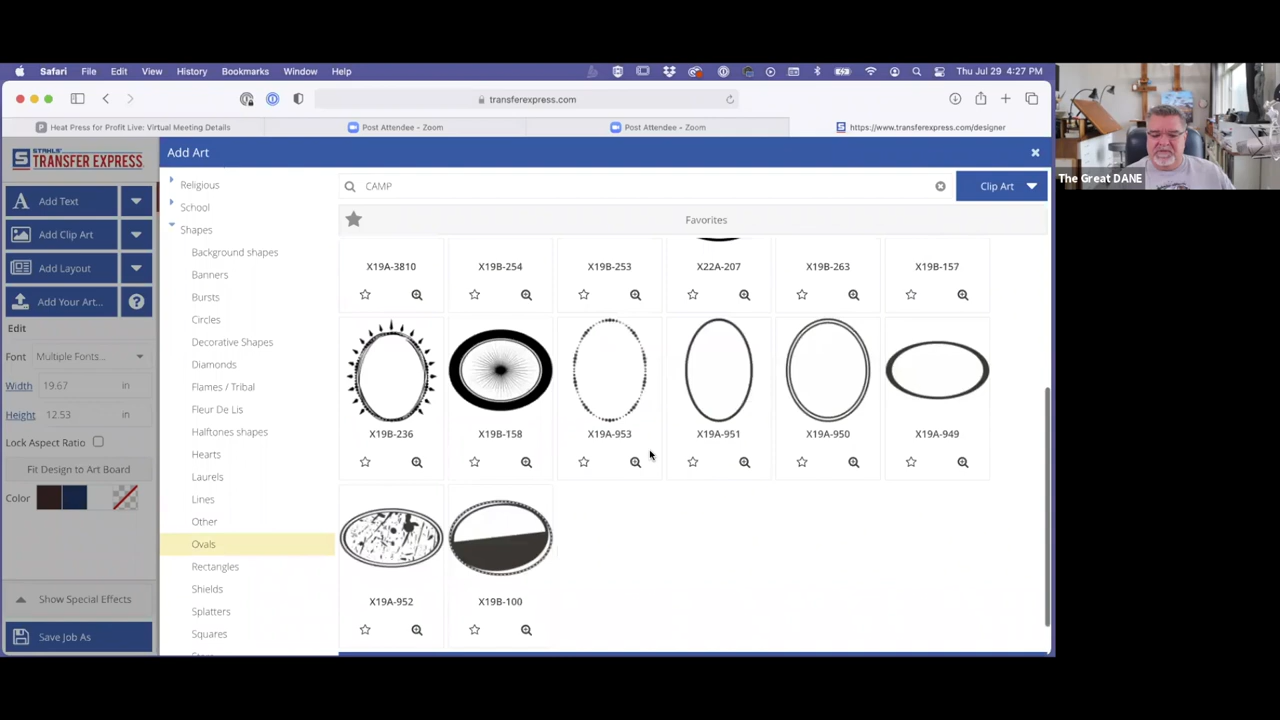 Safari File Edit View History Bookmarks Window Help Thu Jul 29 4:27 PM
transferexpress.com
Heat Press for Profit Live: Virtual Meeting Details
Post Attendee - Zoom
Post Attendee - Zoom
https://www.transferexpress.com/designer
STAHLS'
TRANSFER EXPRESS
Add Text
Add Clip Art
Add Layout
Add Your Art...
Edit
Font Multiple Fonts...
Width 19.67 in
Height 12.53 in
Lock Aspect Ratio
Fit Design to Art Board
Color
Show Special Effects
Save Job As
Add Art
Religious
School
Shapes
Background shapes
Banners
Bursts
Circles
Decorative Shapes
Diamonds
Flames / Tribal
Fleur De Lis
Halftones shapes
Hearts
Laurels
Lines
Other
Ovals
Rectangles
Shields
Splatters
Squares
CAMP
Clip Art
Favorites
X19A-3810 X19B-254 X19B-253 X22A-207 X19B-263 X19B-157
X19B-236 X19B-158 X19A-953 X19A-951 X19A-950 X19A-949
X19A-952 X19B-100
The Great DANE